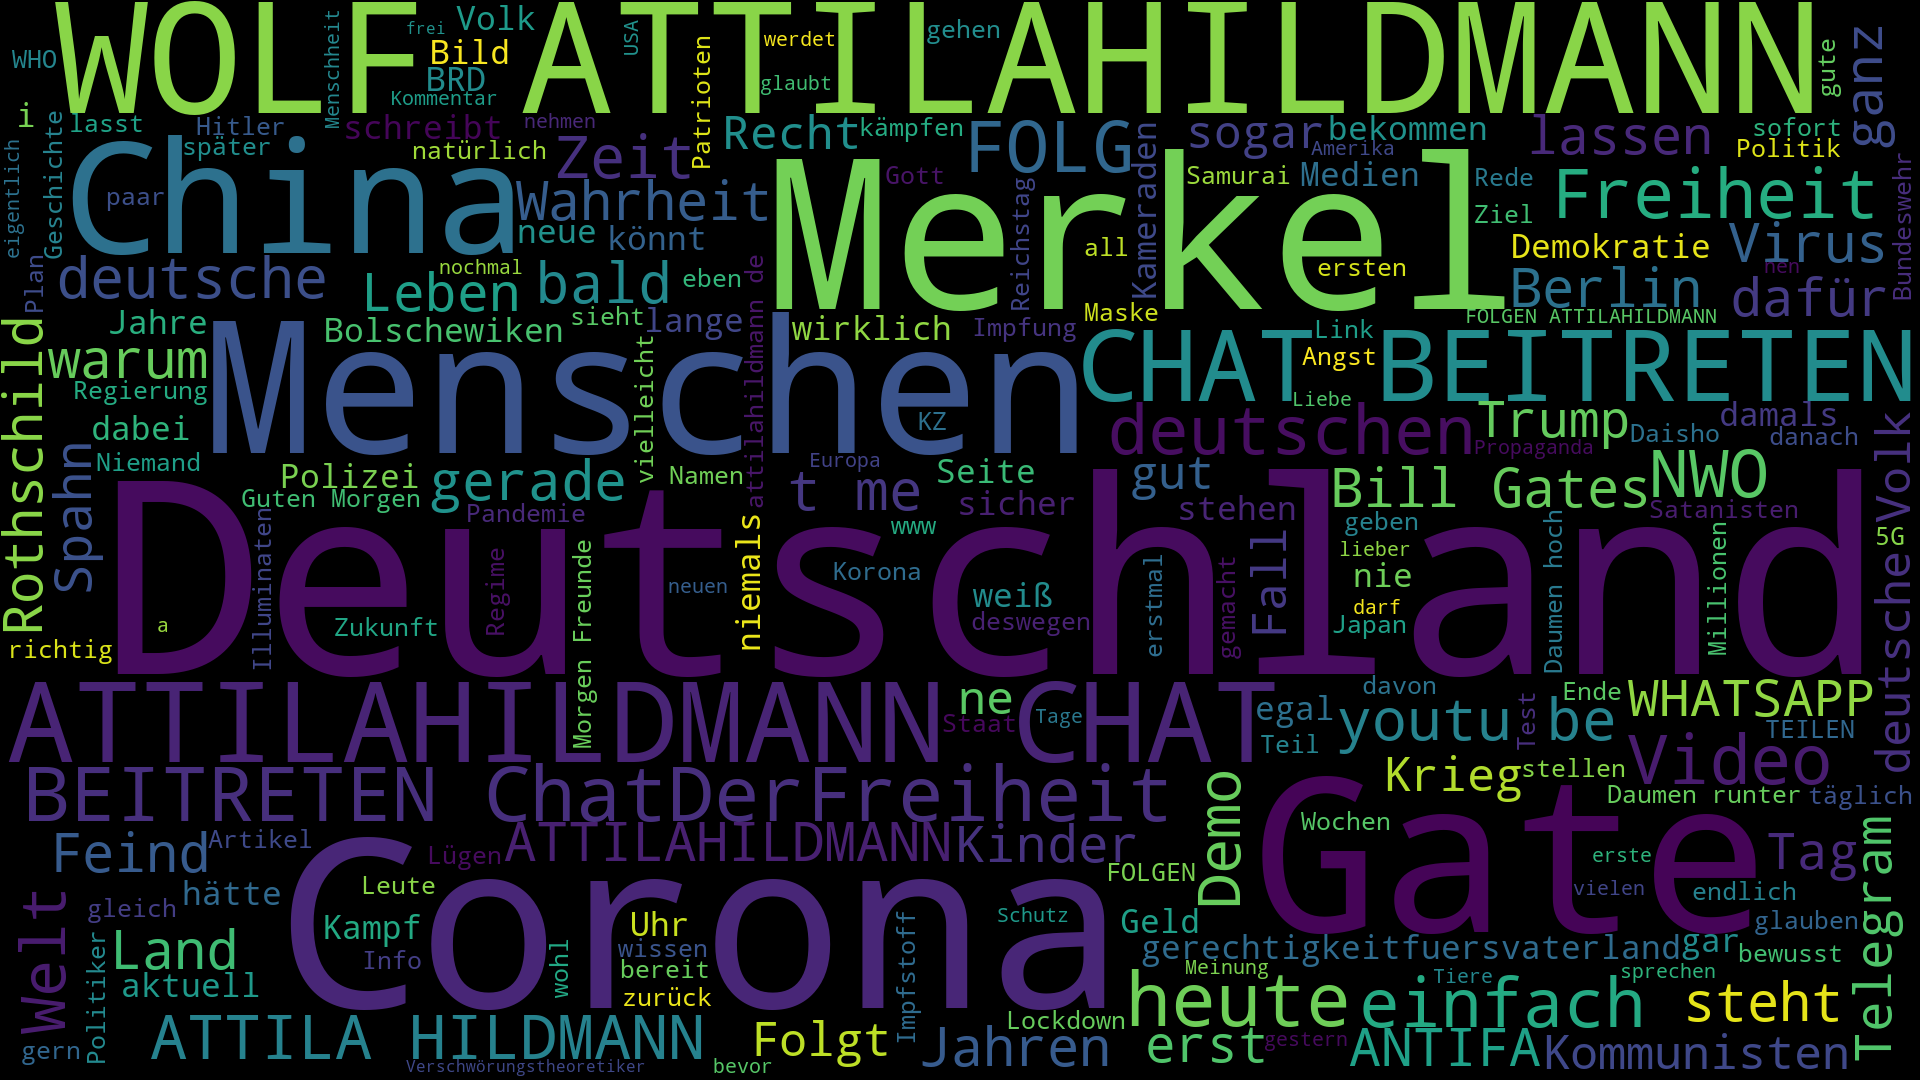 WOLF ATTILAHILDMANN
frei
Volk
Menschheit
USA
Patrioten
werdet
gehen
gute
ganz
WHO
Bild
BRD
Kommentar
glaubt
i
lasst
Hitler
schreibt
nehmen
Geschichte
später
natürlich
Zeit
Recht
kämpfen
FOLG
Kameraden
sogar
bekommen
Amerika
lassen
sofort
Politik
eigentlich
China
paar
Wahrheit
Merkel
Gott
Samurai
Medien
Rede
Freiheit
Bundeswehr
neue
könnt
Reichstag
all
Ziel
Demokratie
Virus
nen
Plan
deutsche
nochmal
Leben
bald
eben
attilahildmann de
ersten
Berlin
dafür
Jahre
Bolschewiken
sieht
lange
wirklich
Impfung
Maske
Link
FOLGEN ATTILAHILDMANN
Rothschild
warum
Menschen
CHAT BEITRETEN
Angst
Regierung
vielleicht
Liebe
dabei
KZ
deutschen
Trump
damals
Daisho
danach
Propaganda
deutsche Volk
Niemand
Spahn
Polizei
gerade
Namen
Europa
Seite
gut
Bill Gates
NWO
Guten Morgen
Pandemie
t me
sicher
stehen
Satanisten
Illuminaten
Deutschland
www
geben
5G
Regime
Morgen Freunde
neuen
niemals
Korona
weiß
deswegen
erstmal
gemacht
Fall
lieber
nie
darf
Japan
Daumen hoch
Millionen
richtig
a
Zukunft
ATTILAHILDMANN CHAT
ne
Staat
Tage
davon
egal
Teil
Ende
WHATSAPP
youtu be
Test
TEILEN
BEITRETEN ChatDerFreiheit
Krieg
stellen
Video
Demo
Gate
Daumen runter
täglich
Feind
Artikel
Corona
Lügen
ATTILAHILDMANN
Kinder
Wochen
Tag
Telegram
Welt
hätte
Leute
FOLGEN
erste
vielen
endlich
gleich
Kampf
Uhr
Schutz
Geld
glauben
Politiker
Land
Info
wohl
wissen
Impfstoff
gerechtigkeitfuersvaterland
gar
bewusst
aktuell
bereit
zurück
Meinung
Tiere
sprechen
heute
einfach
steht
gern
ATTILA HILDMANN
Folgt
Lockdown
Jahren
erst
gestern
ANTIFA
Kommunisten
Verschwörungstheoretiker
bevor